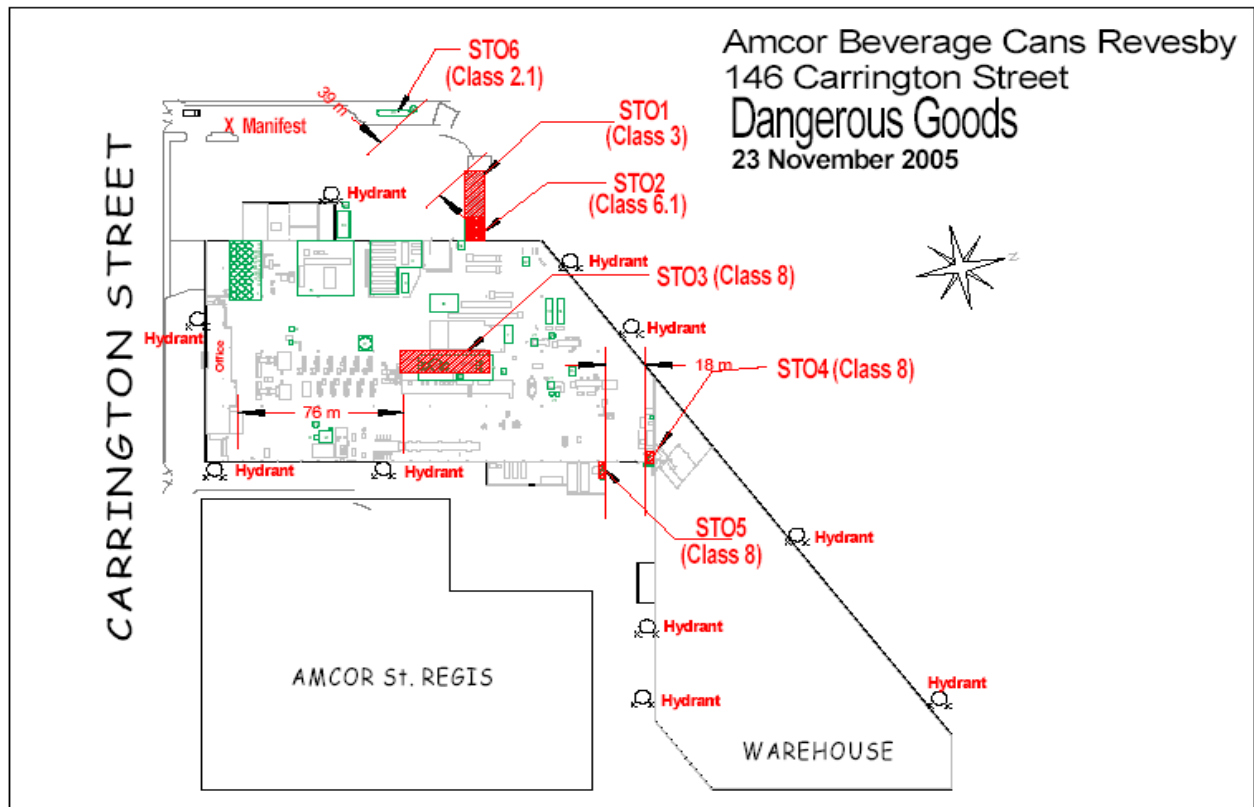 Amcor Beverage Cans Revesby
146 Carrington Street
Dangerous Goods
23 November 2005
STO6
(Class 2.1)
39 m
X Manifest
STO1
(Class 3)
STO2
(Class 6.1)
Hydrant
Hydrant
STO3 (Class 8)
N
Hydrant
Hydrant
Office
18 m
STO4 (Class 8)
76 m
Hydrant
Hydrant
STO5
(Class 8)
Hydrant
CARRINGTON STREET
Hydrant
AMCOR St. REGIS
Hydrant
Hydrant
WAREHOUSE